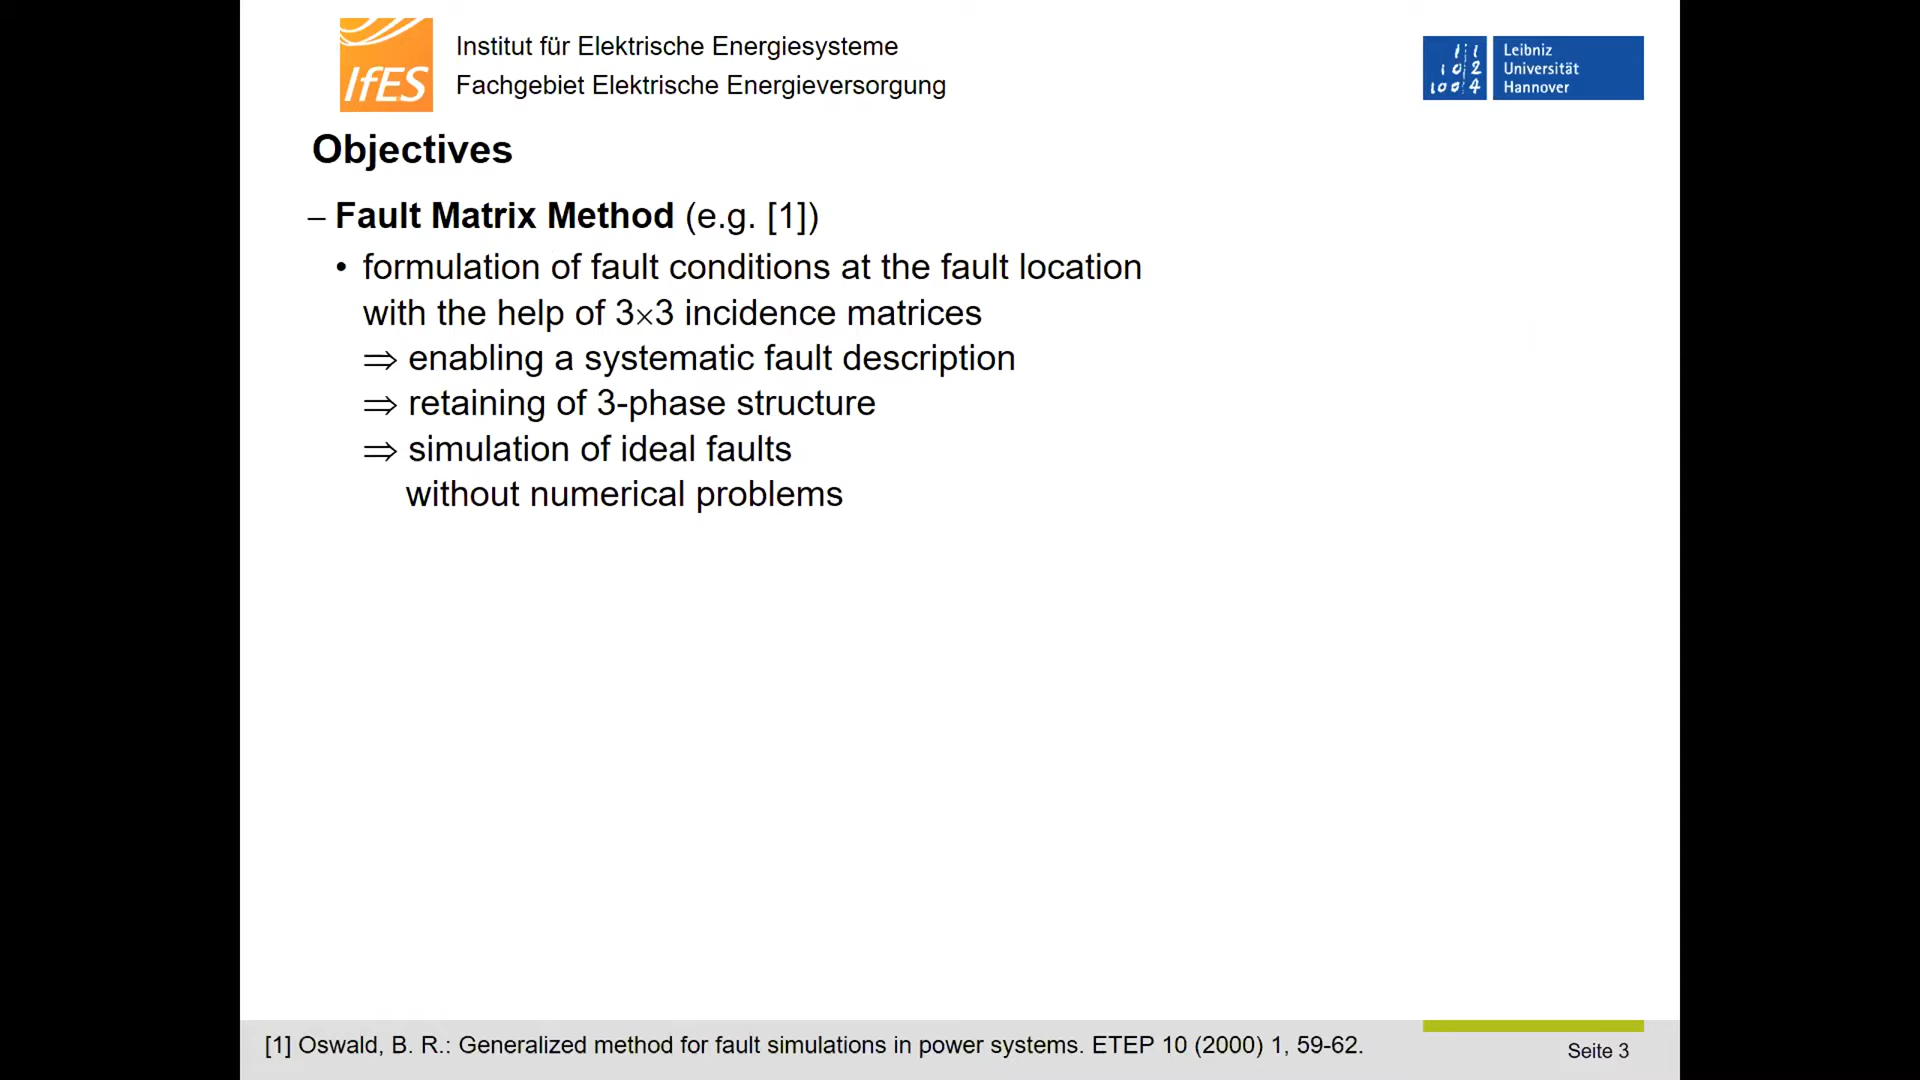 IfES
Institut für Elektrische Energiesysteme
Fachgebiet Elektrische Energieversorgung
Leibniz
Universität
Hannover
Objectives
– Fault Matrix Method (e.g. [1])
• formulation of fault conditions at the fault location
with the help of 3×3 incidence matrices
⇒ enabling a systematic fault description
⇒ retaining of 3-phase structure
⇒ simulation of ideal faults
without numerical problems
[1] Oswald, B. R.: Generalized method for fault simulations in power systems. ETEP 10 (2000) 1, 59-62.
Seite 3